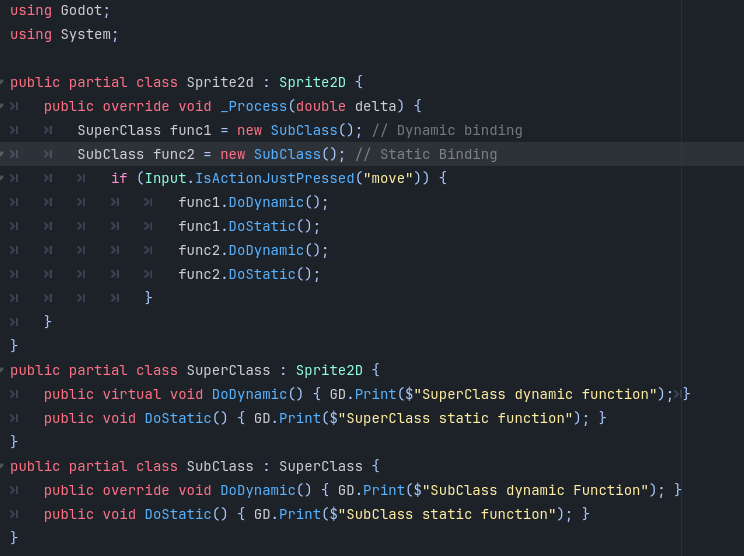 using Godot;
using System;
public partial class Sprite2d : Sprite2D {
public override void _Process(double delta) {
SuperClass func1 = new SubClass(); // Dynamic binding
SubClass func2 = new SubClass(); // Static Binding
if (Input.IsActionJustPressed("move")) {
func1.DoDynamic();
func1.DoStatic();
func2.DoDynamic();
func2.DoStatic();
}
}
}
public partial class SuperClass : Sprite2D {
public virtual void DoDynamic() { GD.Print($"SuperClass dynamic function"); }
public void DoStatic() { GD.Print($"SuperClass static function"); }
}
public partial class SubClass : SuperClass {
public override void DoDynamic() { GD.Print($"SubClass dynamic Function"); }
public void DoStatic() { GD.Print($"SubClass static function"); }
}